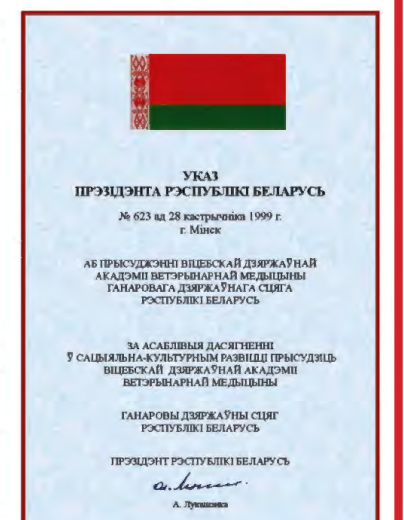 УКАЗ
ПРЭЗІДЭНТА РЭСПУБЛІКІ БЕЛАРУСЬ
№ 623 ад 28 кастрычніка 1999 г.
г. Мінск
АБ ПРЫСУДЖЭННІ ВІЦЕБСКАЙ ДЗЯРЖАЎНАЙ
АКАДЭМІІ ВЕТЭРЫНАРНАЙ МЕДЫЦЫНЫ
ГАНАРОВАГА ДЗЯРЖАЎНАГА СЦЯГА
РЭСПУБЛІКІ БЕЛАРУСЬ
ЗА АСАБЛІВЫЯ ДАСЯГНЕННІ
Ў САЦЫЯЛЬНА-КУЛЬТУРНЫМ РАЗВІЦЦІ ПРЫСУДЗІЦЬ
ВІЦЕБСКАЙ ДЗЯРЖАЎНАЙ АКАДЭМІІ
ВЕТЭРЫНАРНАЙ МЕДЫЦЫНЫ
ГАНАРОВЫ ДЗЯРЖАЎНЫ СЦЯГ
РЭСПУБЛІКІ БЕЛАРУСЬ
ПРЭЗІДЭНТ РЭСПУБЛІКІ БЕЛАРУСЬ
А. Лукашэнка